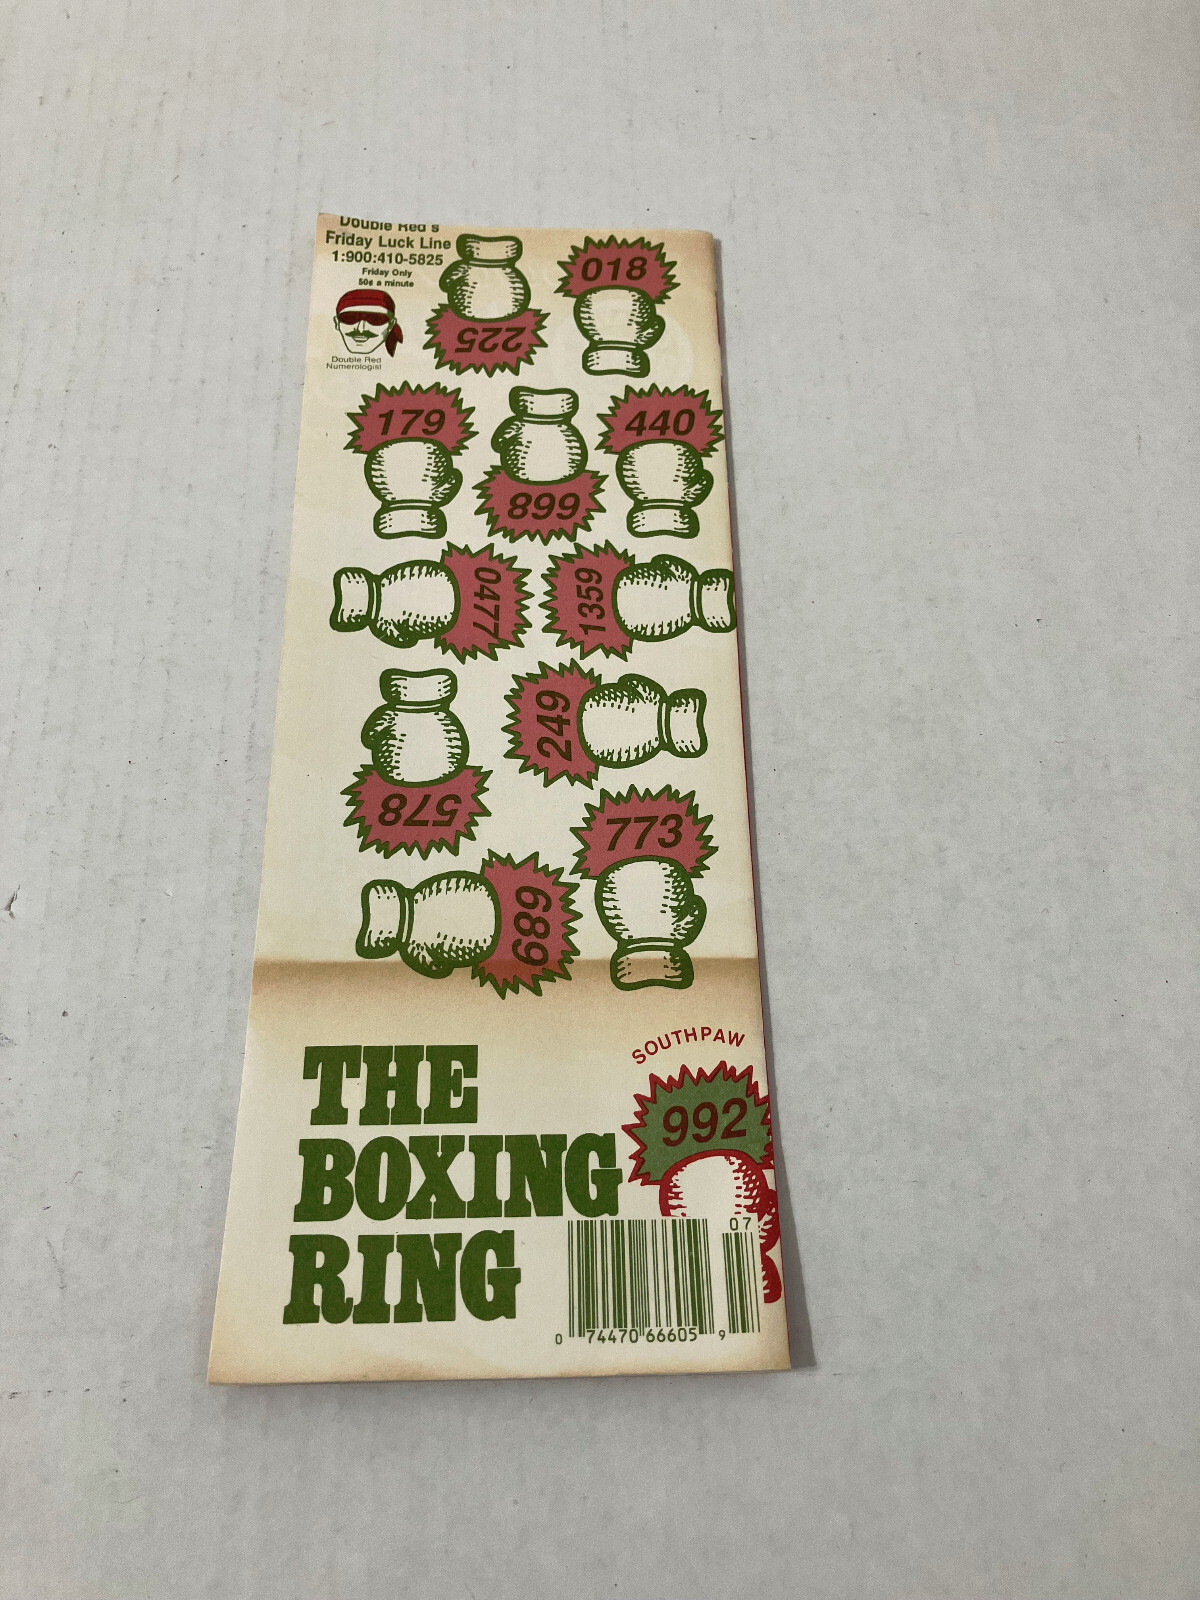 Double Red's
Friday Luck Line
1:900:410-5825
Friday Only
50¢ a minute
Double Red
Numerologist
225
018
179
899
440
0477
1359
249
578
773
689
SOUTHPAW
992
THE
BOXING
RING
07
0 74470 66605 9